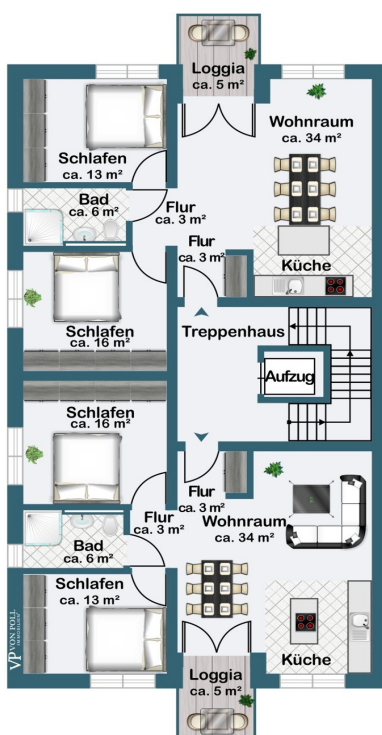 Loggia
ca. 5 m²
Wohnraum
ca. 34 m²
Schlafen
ca. 13 m²
Bad
ca. 6 m²
Flur
ca. 3 m²
Flur
ca. 3 m²
Küche
Schlafen
ca. 16 m²
Treppenhaus
Aufzug
Schlafen
ca. 16 m²
Flur
ca. 3 m²
Flur
ca. 3 m²
Wohnraum
ca. 34 m²
Bad
ca. 6 m²
Schlafen
ca. 13 m²
Küche
Loggia
ca. 5 m²
VP VON POLL
IMMOBILIEN